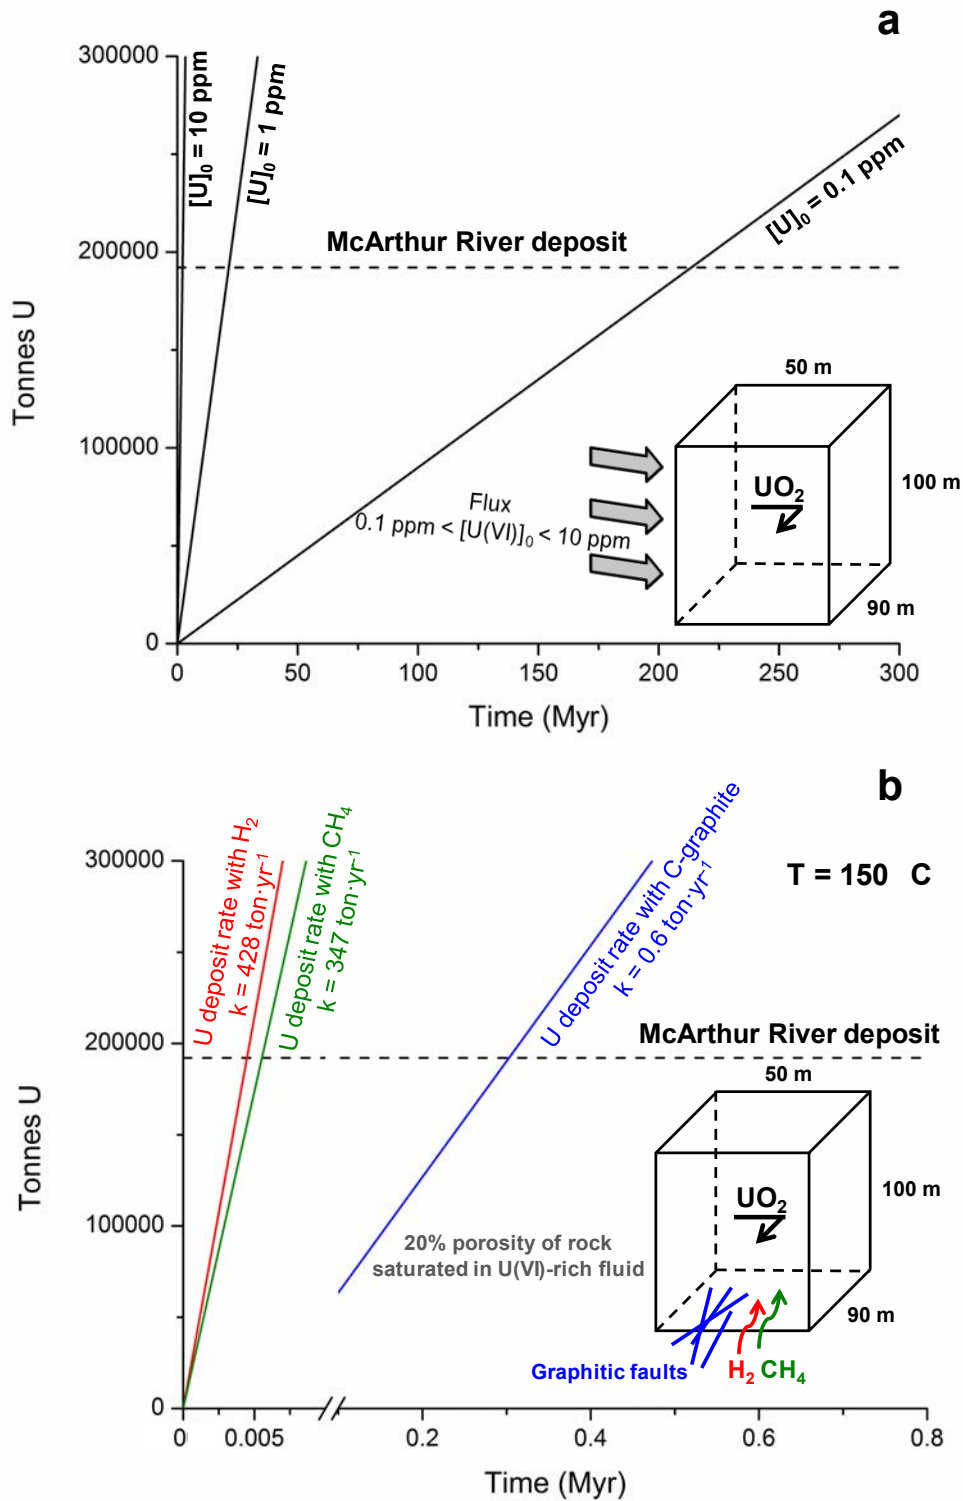 a
300000
200000
100000
0
Tonnes U
[U]₀ = 10 ppm
[U]₀ = 1 ppm
[U]₀ = 0.1 ppm
McArthur River deposit
Flux
0.1 ppm < [U(VI)]₀ < 10 ppm
50 m
100 m
90 m
UO₂
0 50 100 150 200 250 300
Time (Myr)
b
300000
200000
100000
0
Tonnes U
U deposit rate with H₂
k = 428 ton·yr⁻¹
U deposit rate with CH₄
k = 347 ton·yr⁻¹
U deposit rate with C-graphite
k = 0.6 ton·yr⁻¹
T = 150 C
McArthur River deposit
50 m
100 m
90 m
UO₂
20% porosity of rock
saturated in U(VI)-rich fluid
Graphitic faults
H₂ CH₄
0 0.005 0.2 0.4 0.6 0.8
Time (Myr)